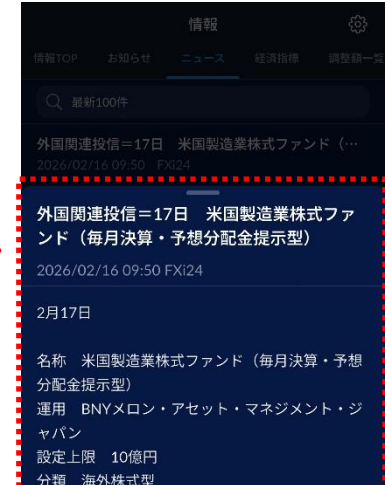 情報
情報TOP お知らせ ニュース 経済指標 調整額一覧
最新100件
外国関連投信=17日 米国製造業株式ファンド（…
2026/02/16 09:50 FXi24
外国関連投信=17日 米国製造業株式ファ
ンド（毎月決算・予想分配金提示型）
2026/02/16 09:50 FXi24
2月17日
名称 米国製造業株式ファンド（毎月決算・予想
分配金提示型）
運用 BNYメロン・アセット・マネジメント・ジ
ャパン
設定上限 10億円
分類 海外株式型